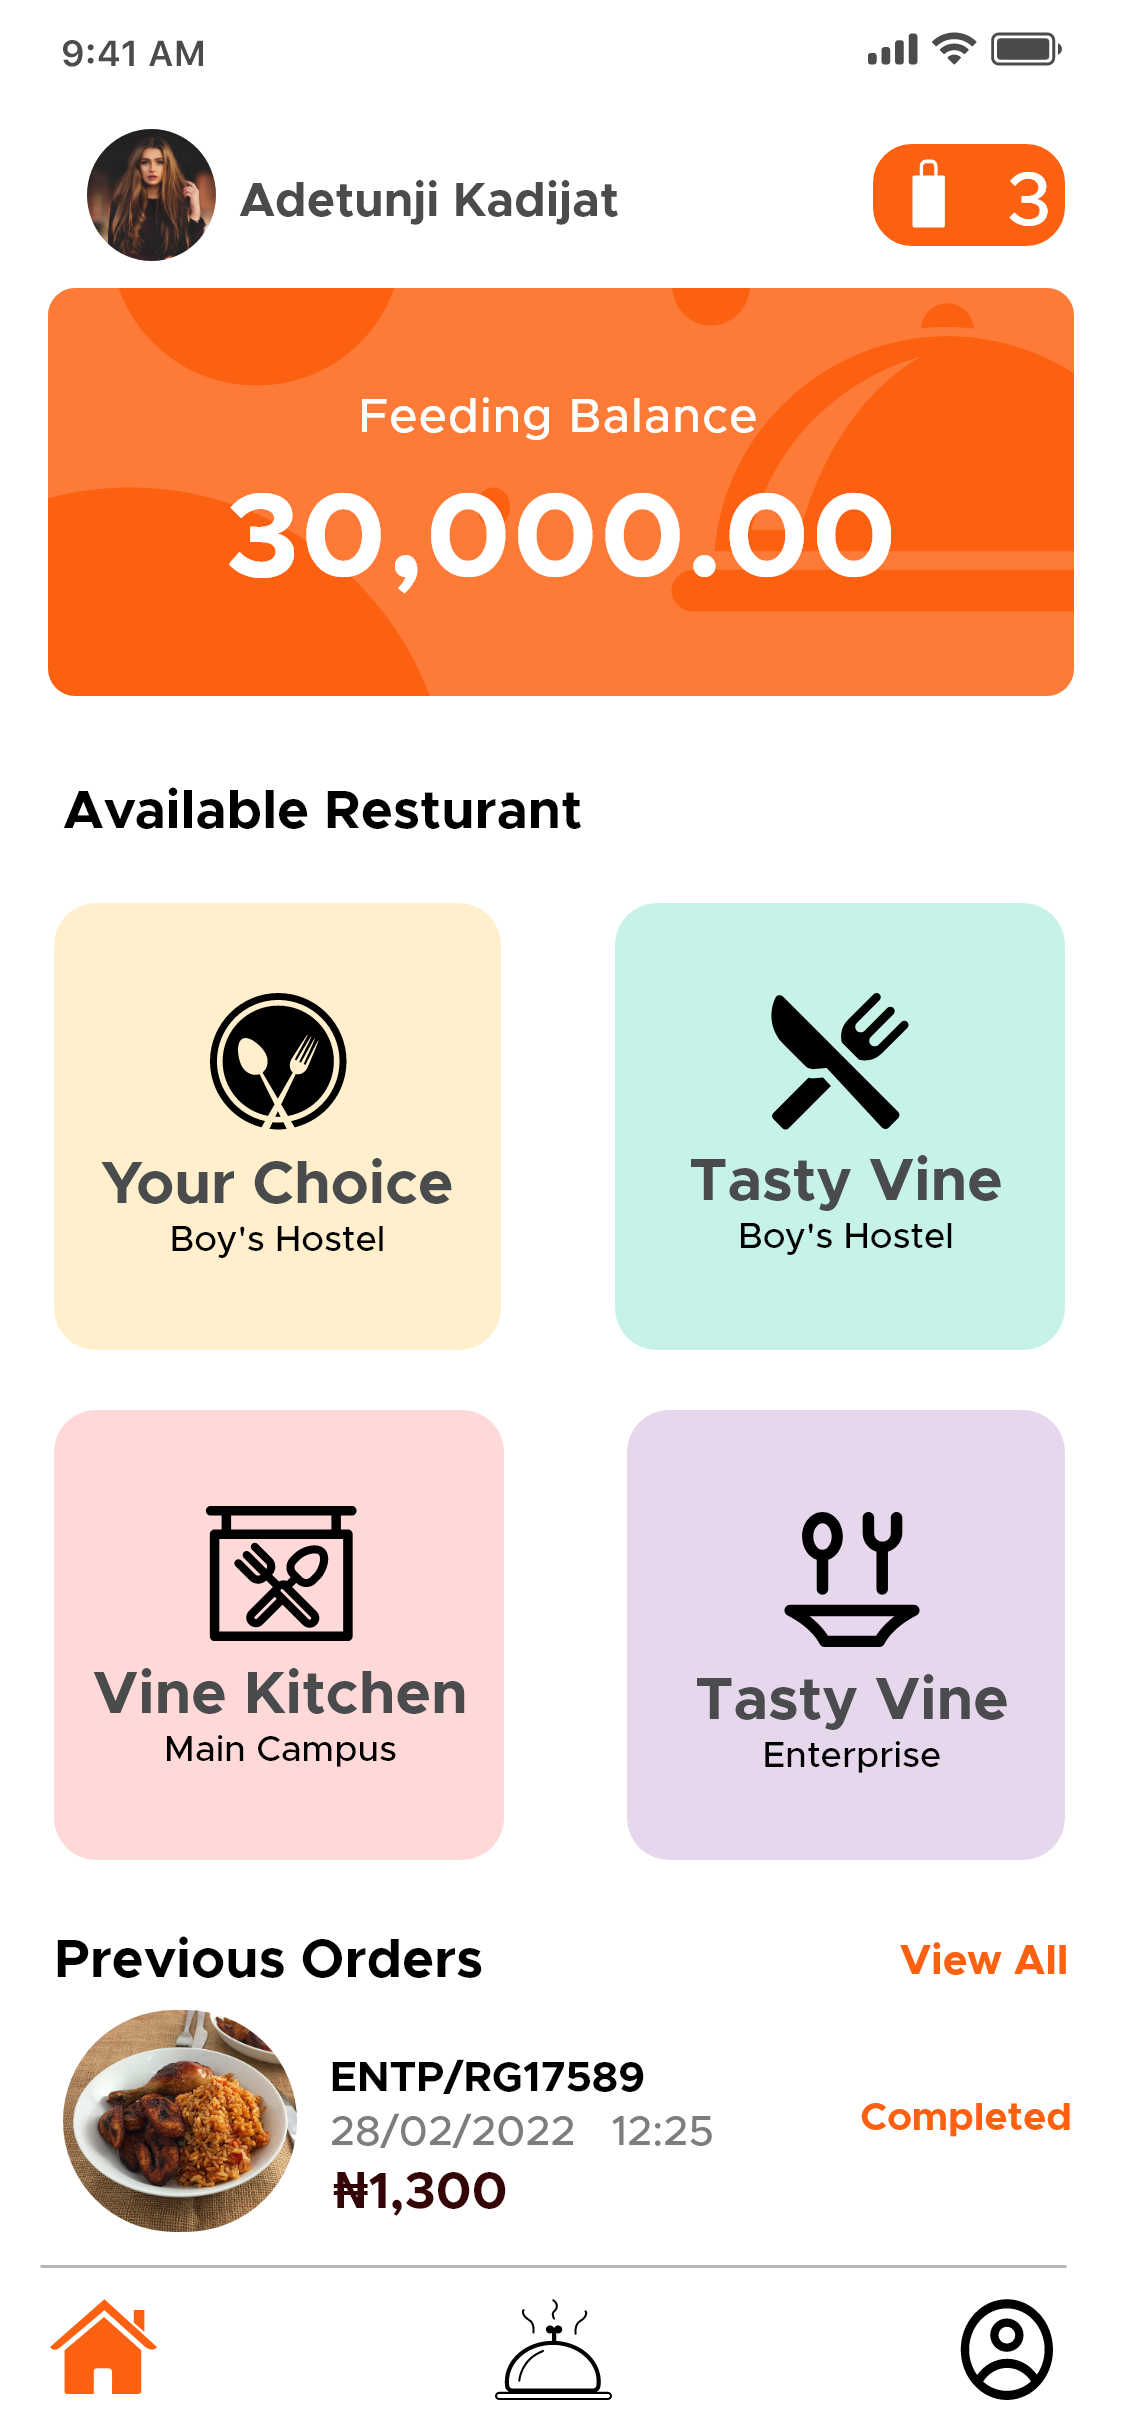 9:41 AM
Adetunji Kadijat
3
Feeding Balance
30,000.00
Available Resturant
Your Choice
Boy's Hostel
Tasty Vine
Boy's Hostel
Vine Kitchen
Main Campus
Tasty Vine
Enterprise
Previous Orders
View All
ENTP/RG17589
28/02/2022 12:25
₦1,300
Completed